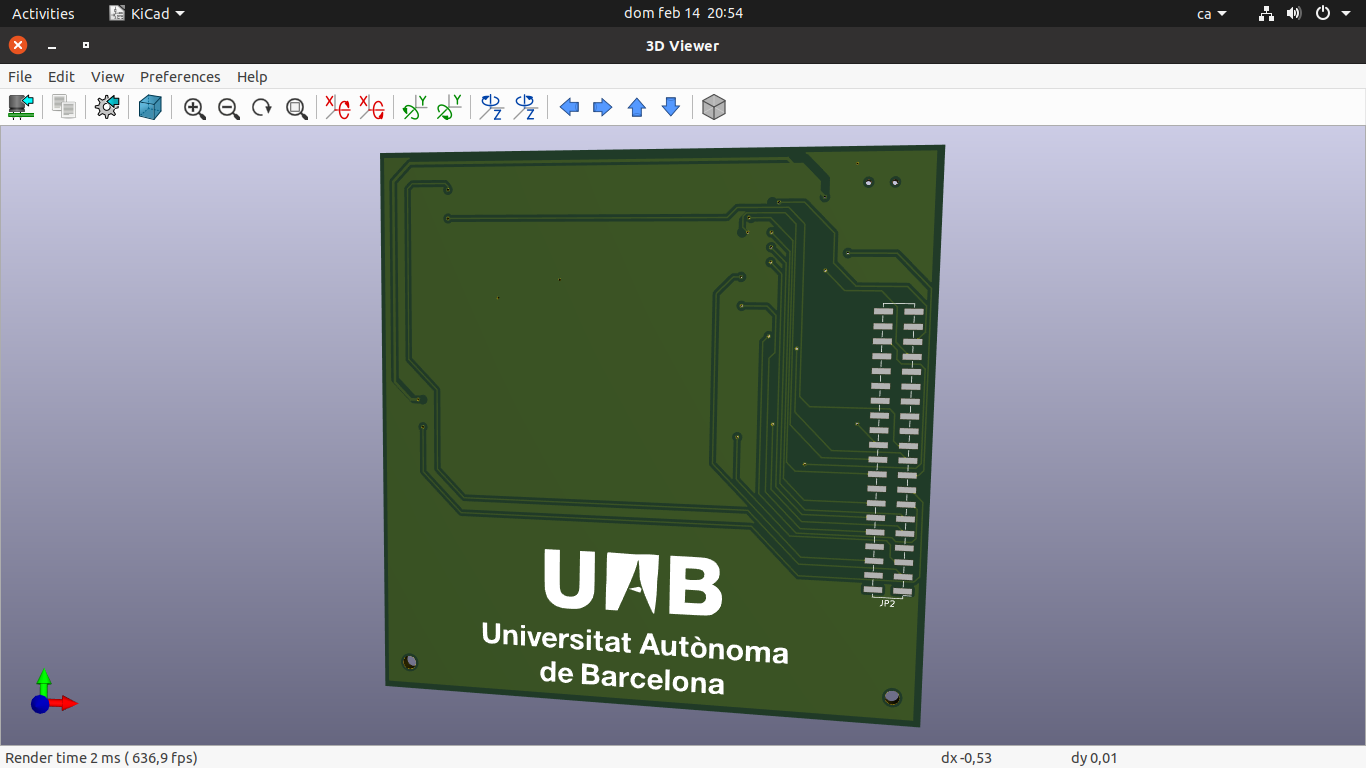 Activities KiCad dom feb 14 20:54 ca
3D Viewer
File Edit View Preferences Help
X X Y Y Z Z
JP2
UAB
Universitat Autònoma
de Barcelona
Render time 2 ms ( 636,9 fps) dx -0,53 dy 0,01